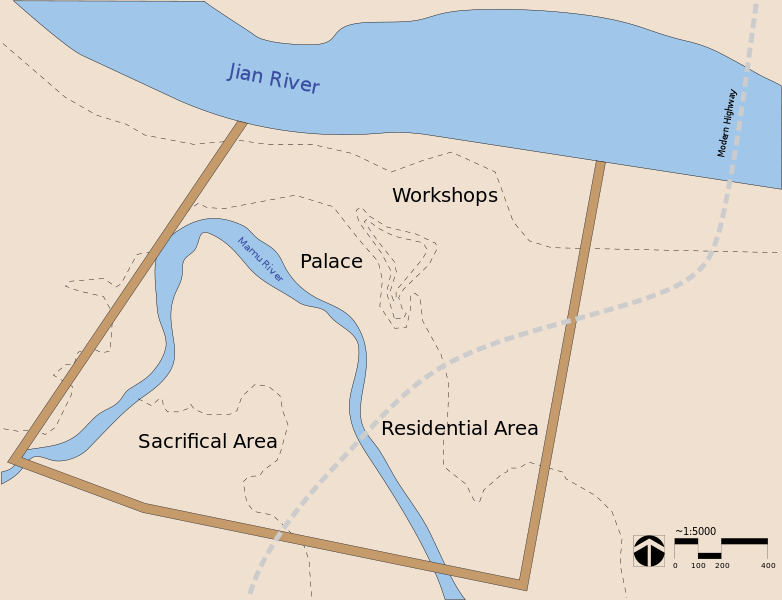 Jian River
Modern Highway
Workshops
Mamu River
Palace
Residential Area
Sacrifical Area
~1:5000
0 100 200 400